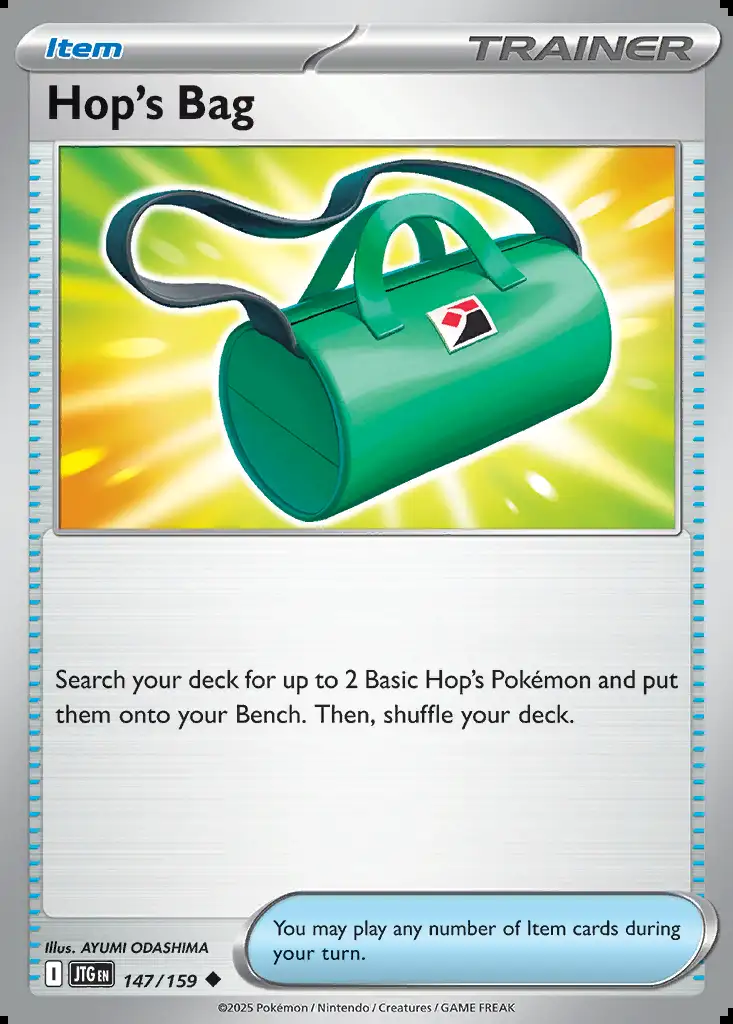 Item
TRAINER
Hop's Bag
Search your deck for up to 2 Basic Hop's Pokémon and put
them onto your Bench. Then, shuffle your deck.
You may play any number of Item cards during
your turn.
Illus. AYUMI ODASHIMA
I JTG EN 147/159
©2025 Pokémon / Nintendo / Creatures / GAME FREAK